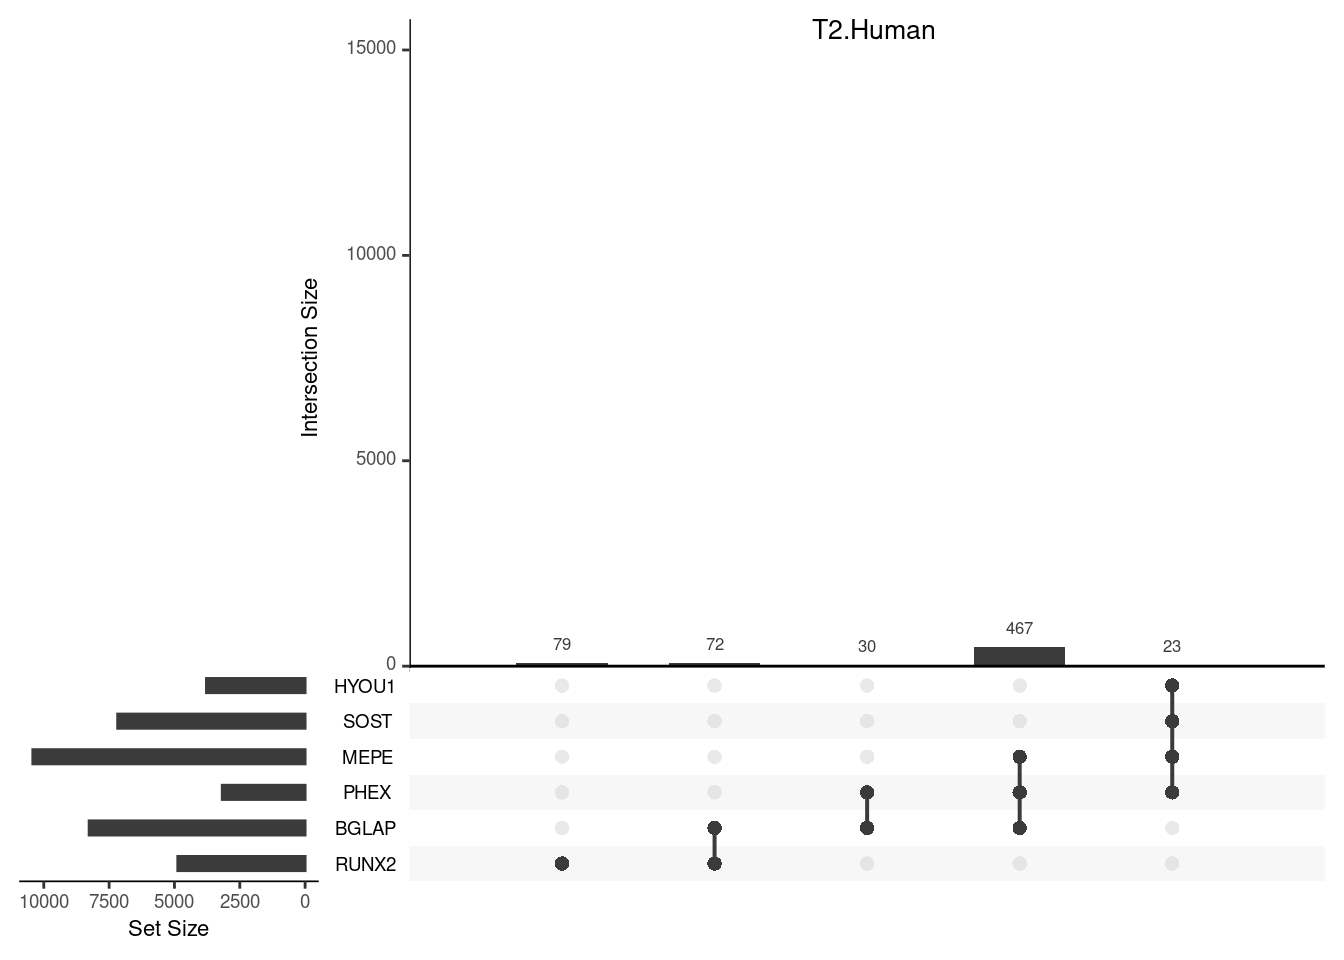 T2.Human
15000
10000
5000
0
Intersection Size
79
72
30
467
23
HYOU1
SOST
MEPE
PHEX
BGLAP
RUNX2
10000 7500 5000 2500 0
Set Size